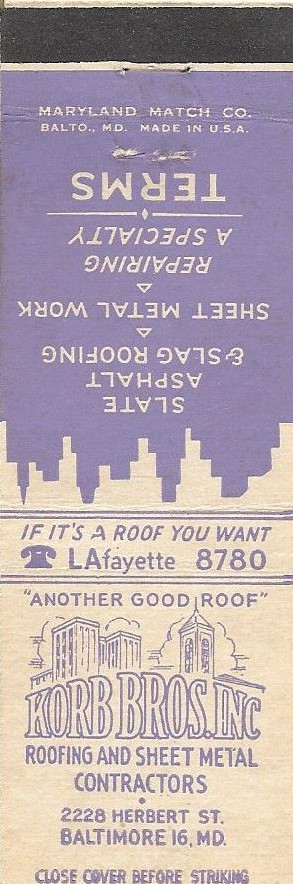 MARYLAND MATCH CO.
BALTO., MD. MADE IN U.S.A.
SLATE
ASPHALT
& SLAG ROOFING
SHEET METAL WORK
REPAIRING
A SPECIALTY
TERMS
IF IT'S A ROOF YOU WANT
LAfayette 8780
"ANOTHER GOOD ROOF"
KORB BROS. INC
ROOFING AND SHEET METAL
CONTRACTORS
2228 HERBERT ST.
BALTIMORE 16, MD.
CLOSE COVER BEFORE STRIKING